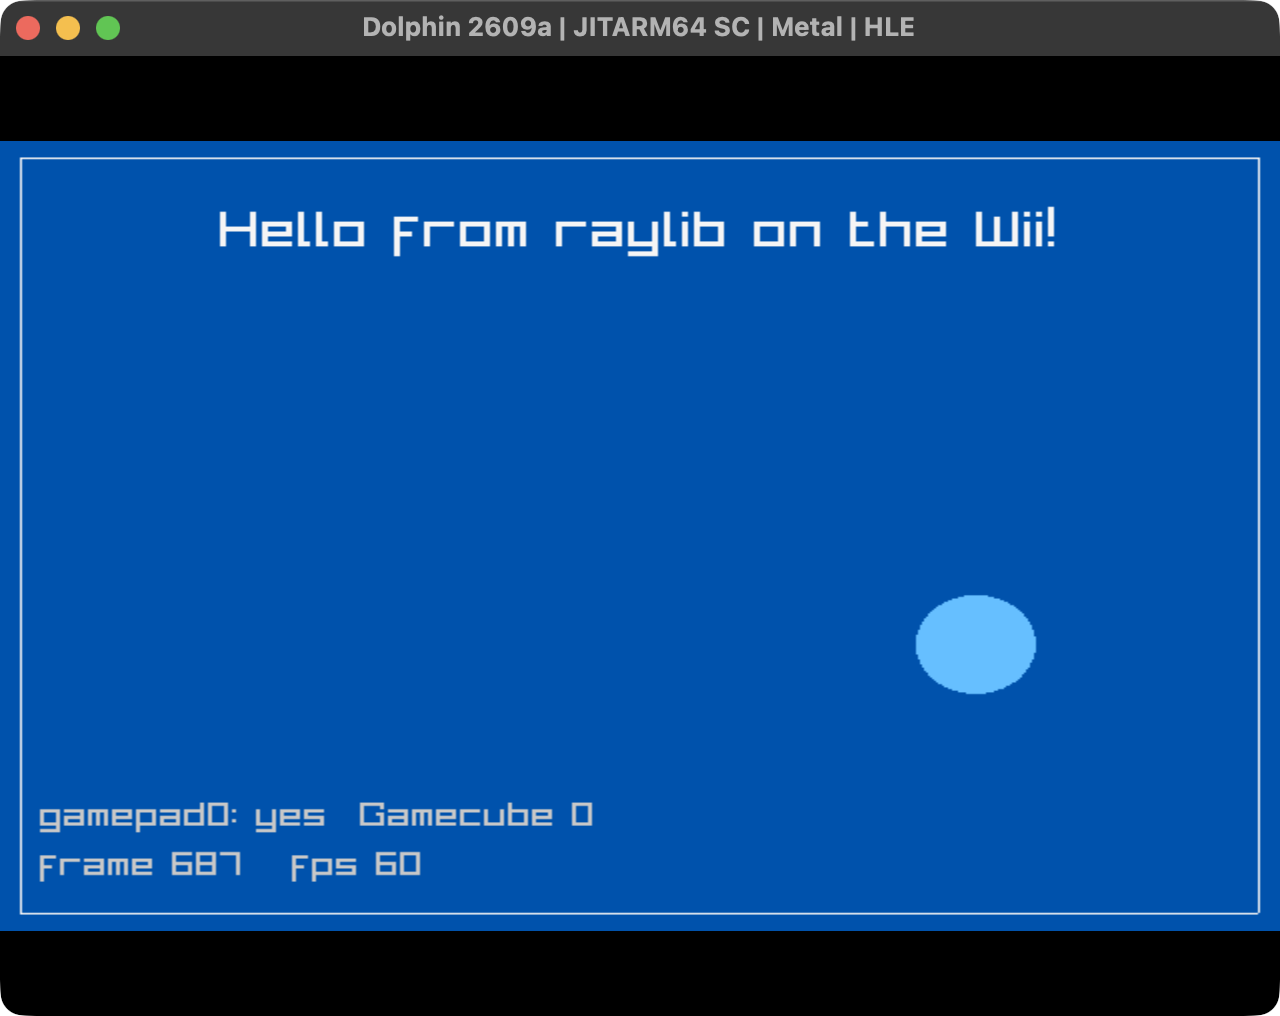 Dolphin 2609a | JITARM64 SC | Metal | HLE
Hello From raylib on the Wii!
gamepad0: yes  Gamecube 0
Frame 687   Fps 60